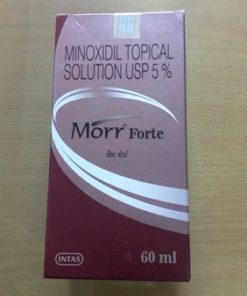 MINOXIDIL TOPICAL
SOLUTION USP 5 %
Morr Forte
मौर फोर्ट
INTAS
60 ml